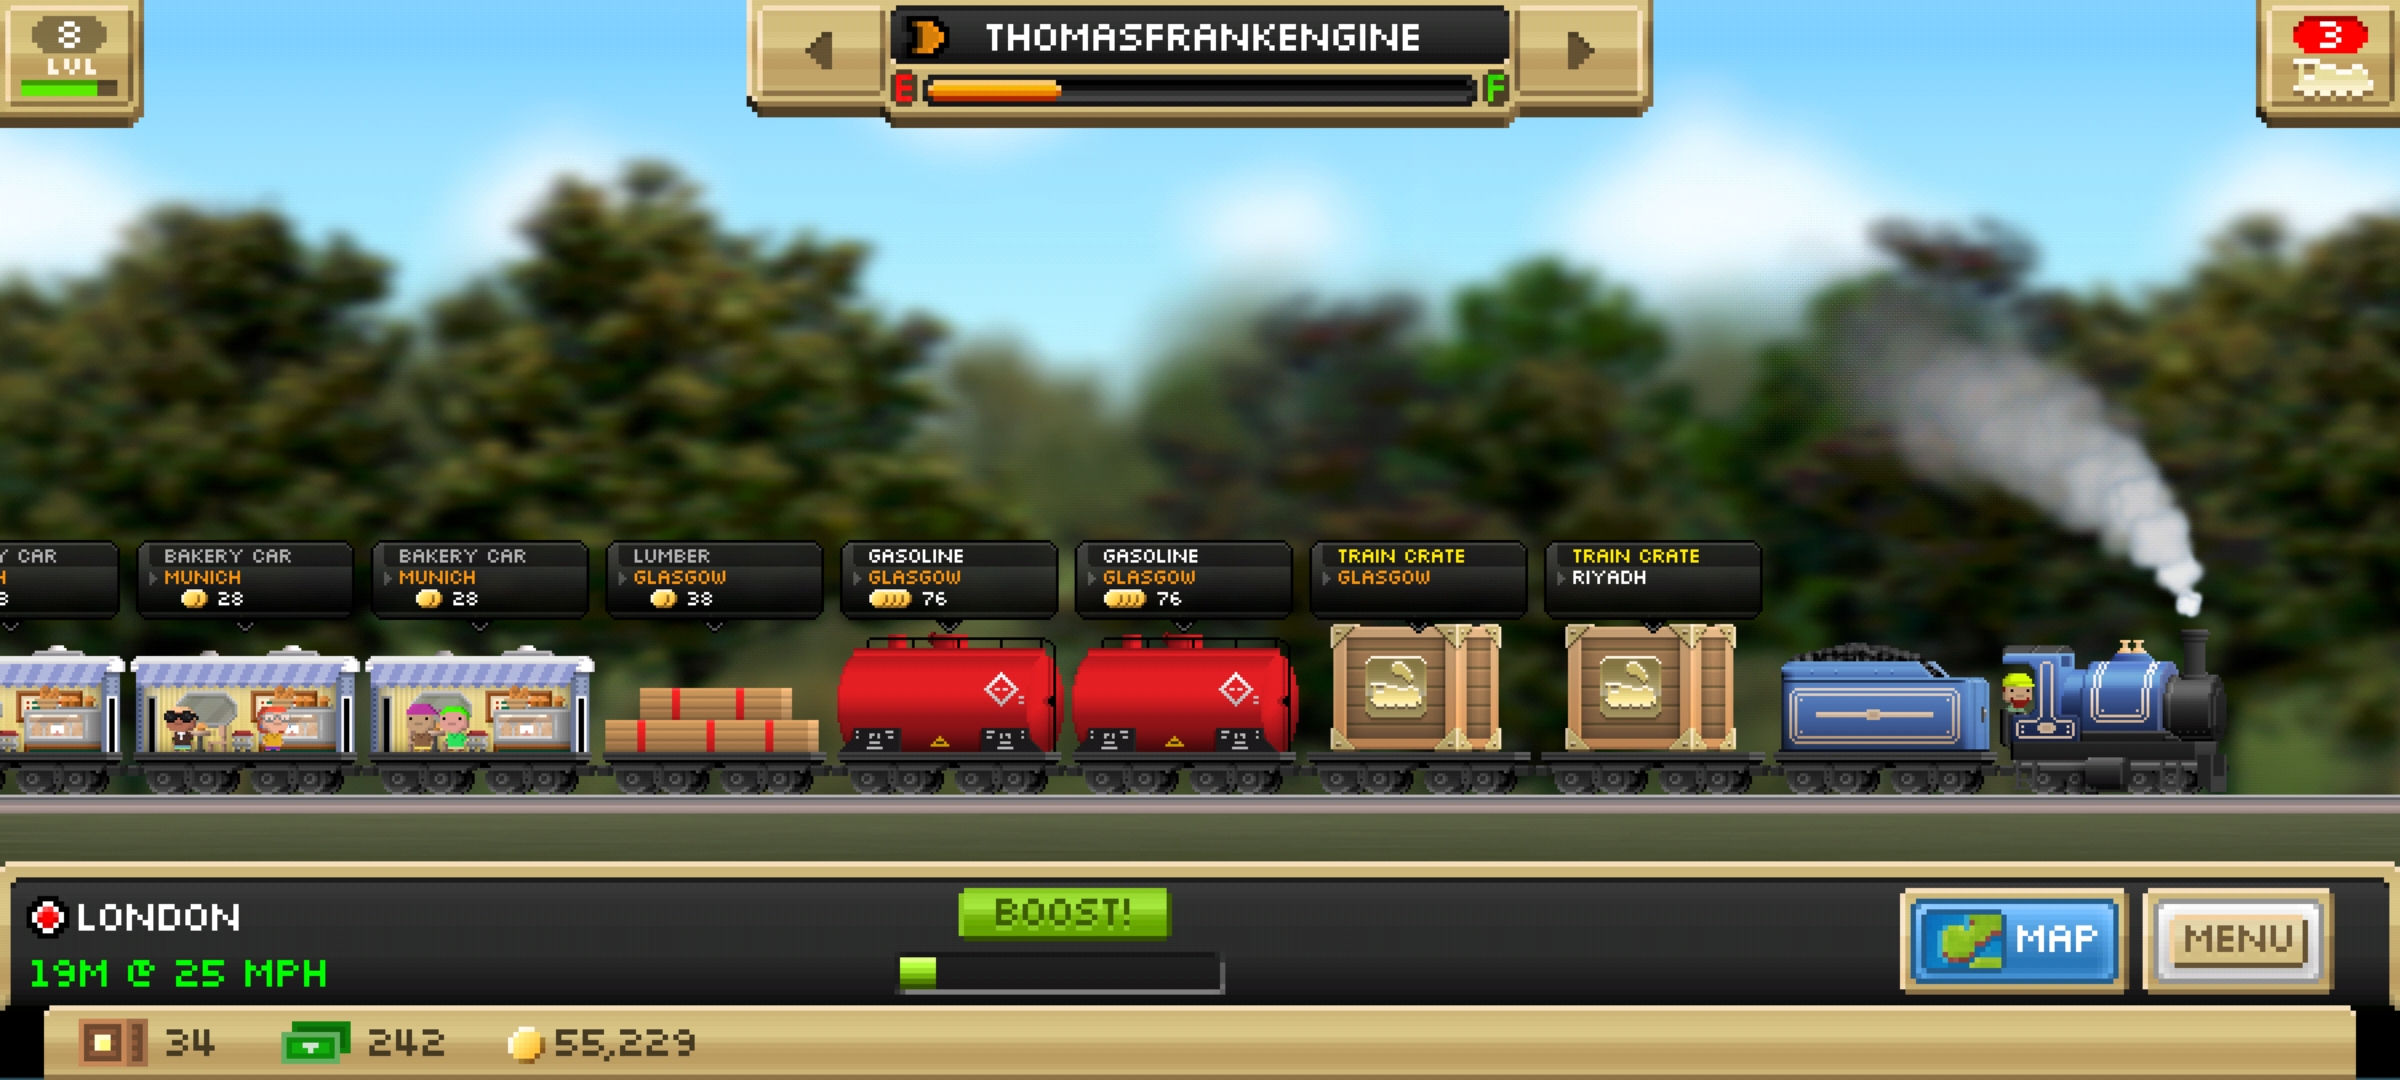 8
LVL
THOMASFRANKENGINE
E F
3
Y CAR
BAKERY CAR
MUNICH
28
BAKERY CAR
MUNICH
28
LUMBER
GLASGOW
38
GASOLINE
GLASGOW
76
GASOLINE
GLASGOW
76
TRAIN CRATE
GLASGOW
TRAIN CRATE
RIYADH
LONDON
19M @ 25 MPH
BOOST!
MAP
MENU
34 242 55,229